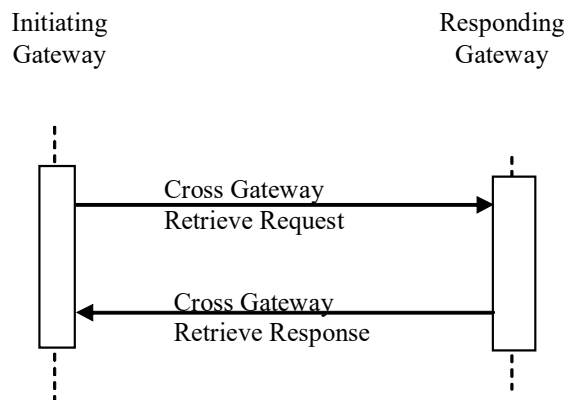 Initiating
Gateway
Responding
Gateway
Cross Gateway
Retrieve Request
Cross Gateway
Retrieve Response